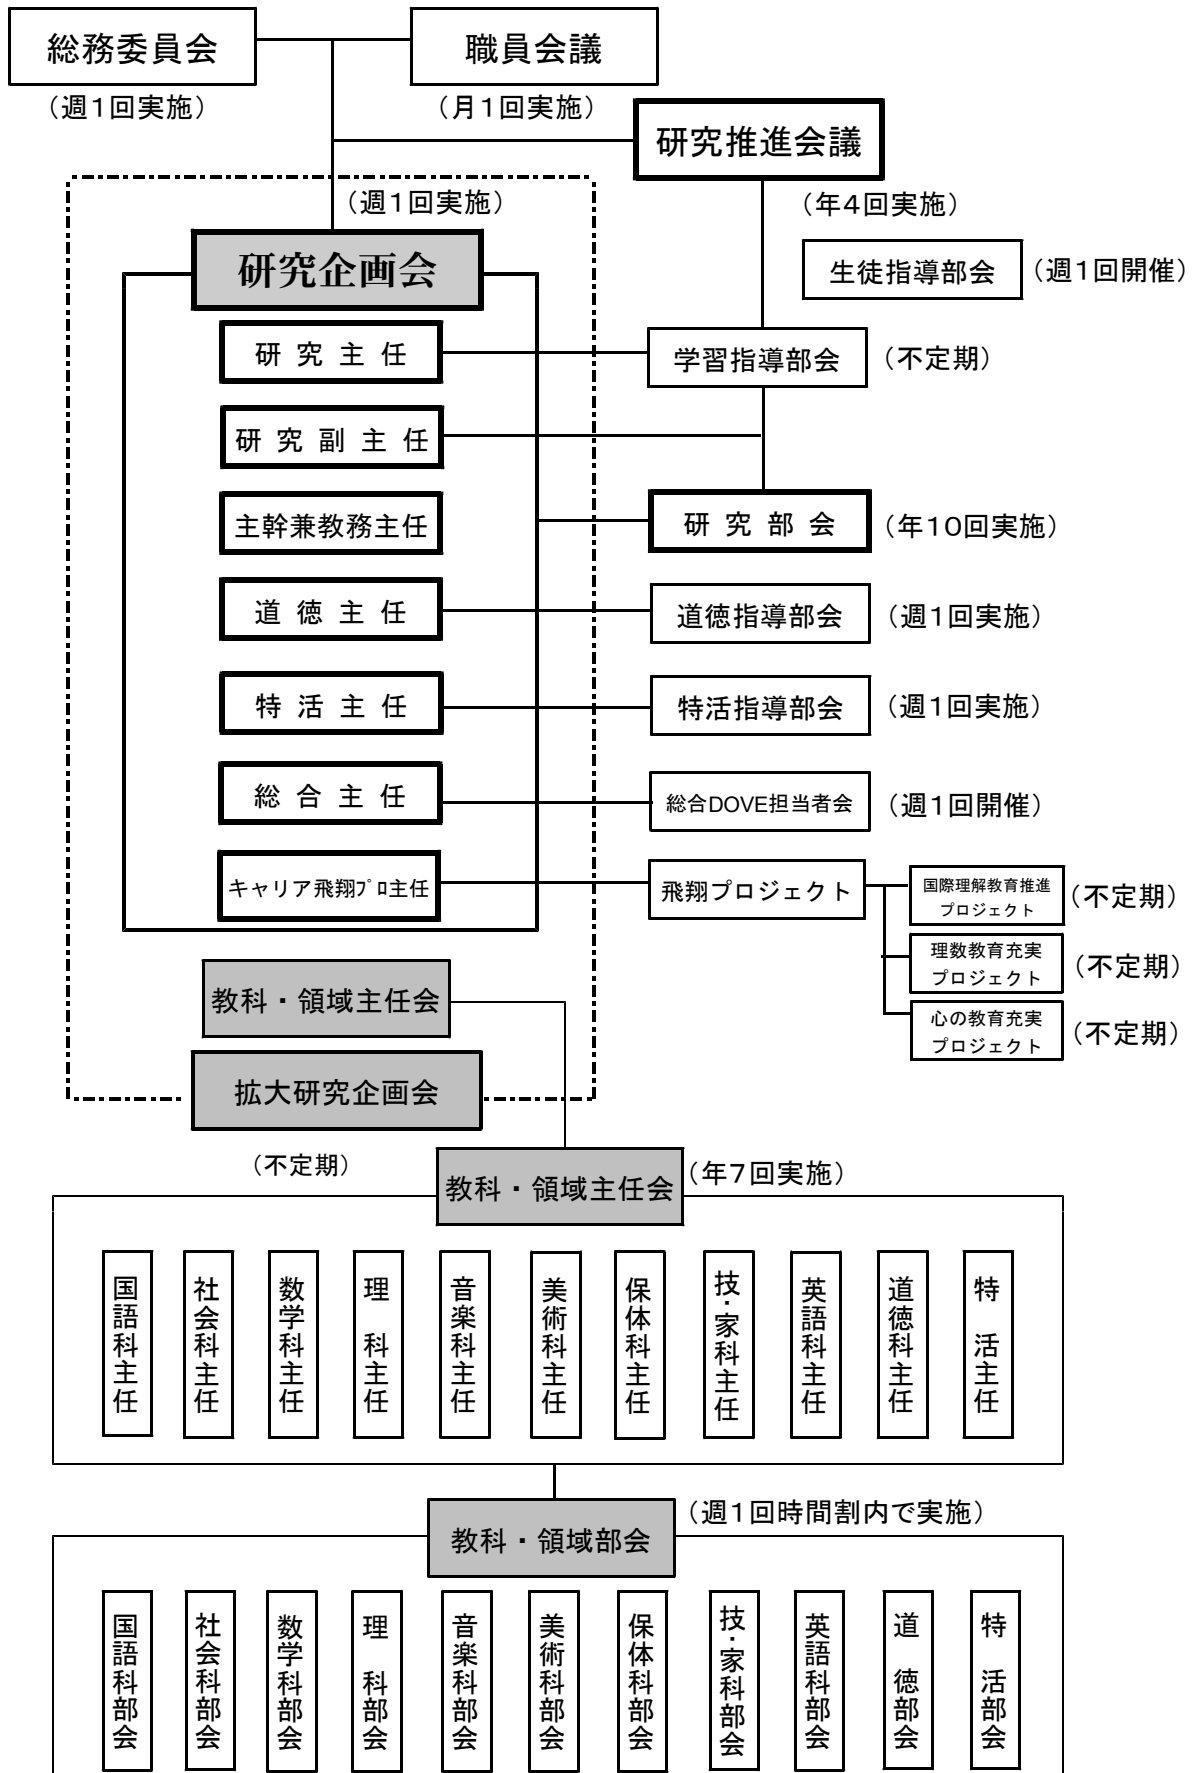 総務委員会
職員会議
(週1回実施)
(月1回実施)
研究推進会議
(年4回実施)
(週1回実施)
研究企画会
生徒指導部会
(週1回開催)
研究主任
学習指導部会
(不定期)
研究副主任
主幹兼教務主任
研究部会
(年10回実施)
道徳主任
道徳指導部会
(週1回実施)
特活主任
特活指導部会
(週1回実施)
総合主任
総合DOVE担当者会
(週1回開催)
キャリア飛翔ﾌﾟﾛ主任
飛翔プロジェクト
国際理解教育推進
プロジェクト
(不定期)
理数教育充実
プロジェクト
(不定期)
心の教育充実
プロジェクト
(不定期)
教科・領域主任会
拡大研究企画会
(不定期)
教科・領域主任会
(年7回実施)
国語科主任
社会科主任
数学科主任
理科主任
音楽科主任
美術科主任
保体科主任
技・家科主任
英語科主任
道徳科主任
特活主任
教科・領域部会
(週1回時間割内で実施)
国語科部会
社会科部会
数学科部会
理科部会
音楽科部会
美術科部会
保体科部会
技・家科部会
英語科部会
道徳部会
特活部会